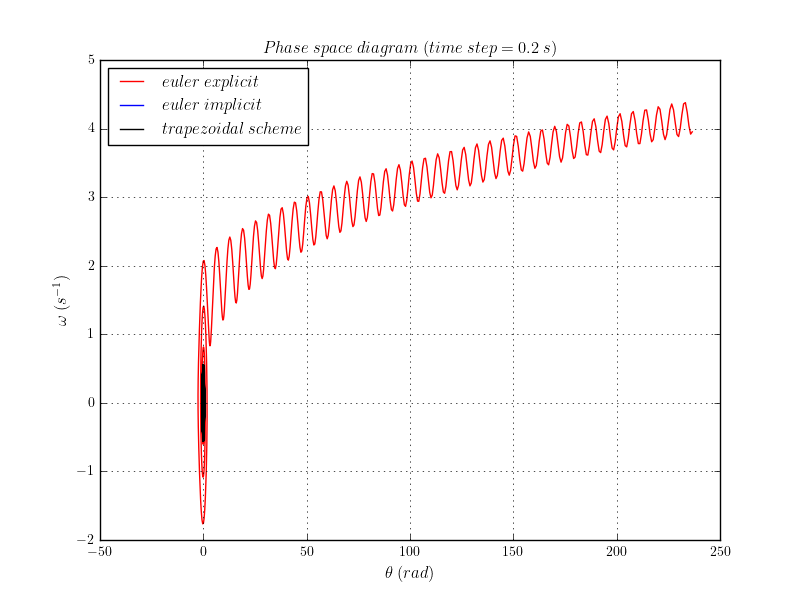 Phase space diagram (time step = 0.2 s)
euler explicit
euler implicit
trapezoidal scheme
5
4
3
2
1
0
−1
−2
ω (s⁻¹)
−50 0 50 100 150 200 250
θ (rad)